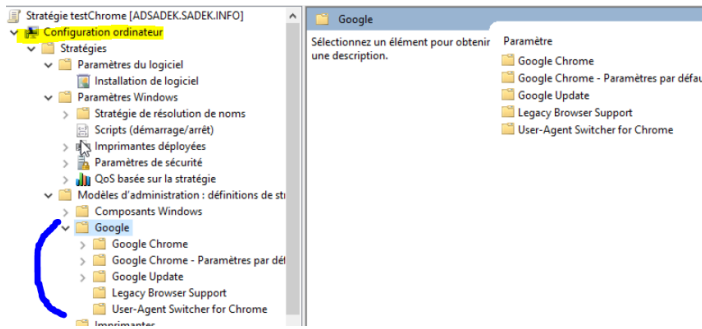 Stratégie testChrome [ADSADEK.SADEK.INFO]
Configuration ordinateur
Stratégies
Paramètres du logiciel
Installation de logiciel
Paramètres Windows
Stratégie de résolution de noms
Scripts (démarrage/arrêt)
Imprimantes déployées
Paramètres de sécurité
QoS basée sur la stratégie
Modèles d'administration : définitions de
Composants Windows
Google
Google Chrome
Google Chrome - Paramètres par
Google Update
Legacy Browser Support
User-Agent Switcher for Chrome
Imprimantes
Google
Sélectionnez un élément pour obtenir
une description.
Paramètre
Google Chrome
Google Chrome - Paramètres par
Google Update
Legacy Browser Support
User-Agent Switcher for Chrome